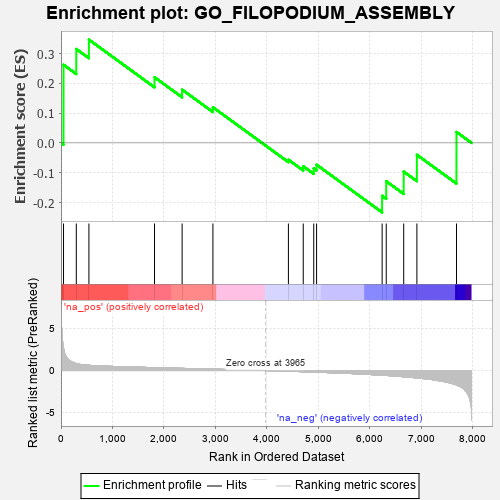 Enrichment plot: GO_FILOPODIUM_ASSEMBLY
Enrichment score (ES)
0.3
0.2
0.1
0.0
-0.1
-0.2
'na_pos' (positively correlated)
Ranked list metric (PreRanked)
5
0
-5
Zero cross at 3965
'na_neg' (negatively correlated)
0 1,000 2,000 3,000 4,000 5,000 6,000 7,000 8,000
Rank in Ordered Dataset
Enrichment profile Hits Ranking metric scores